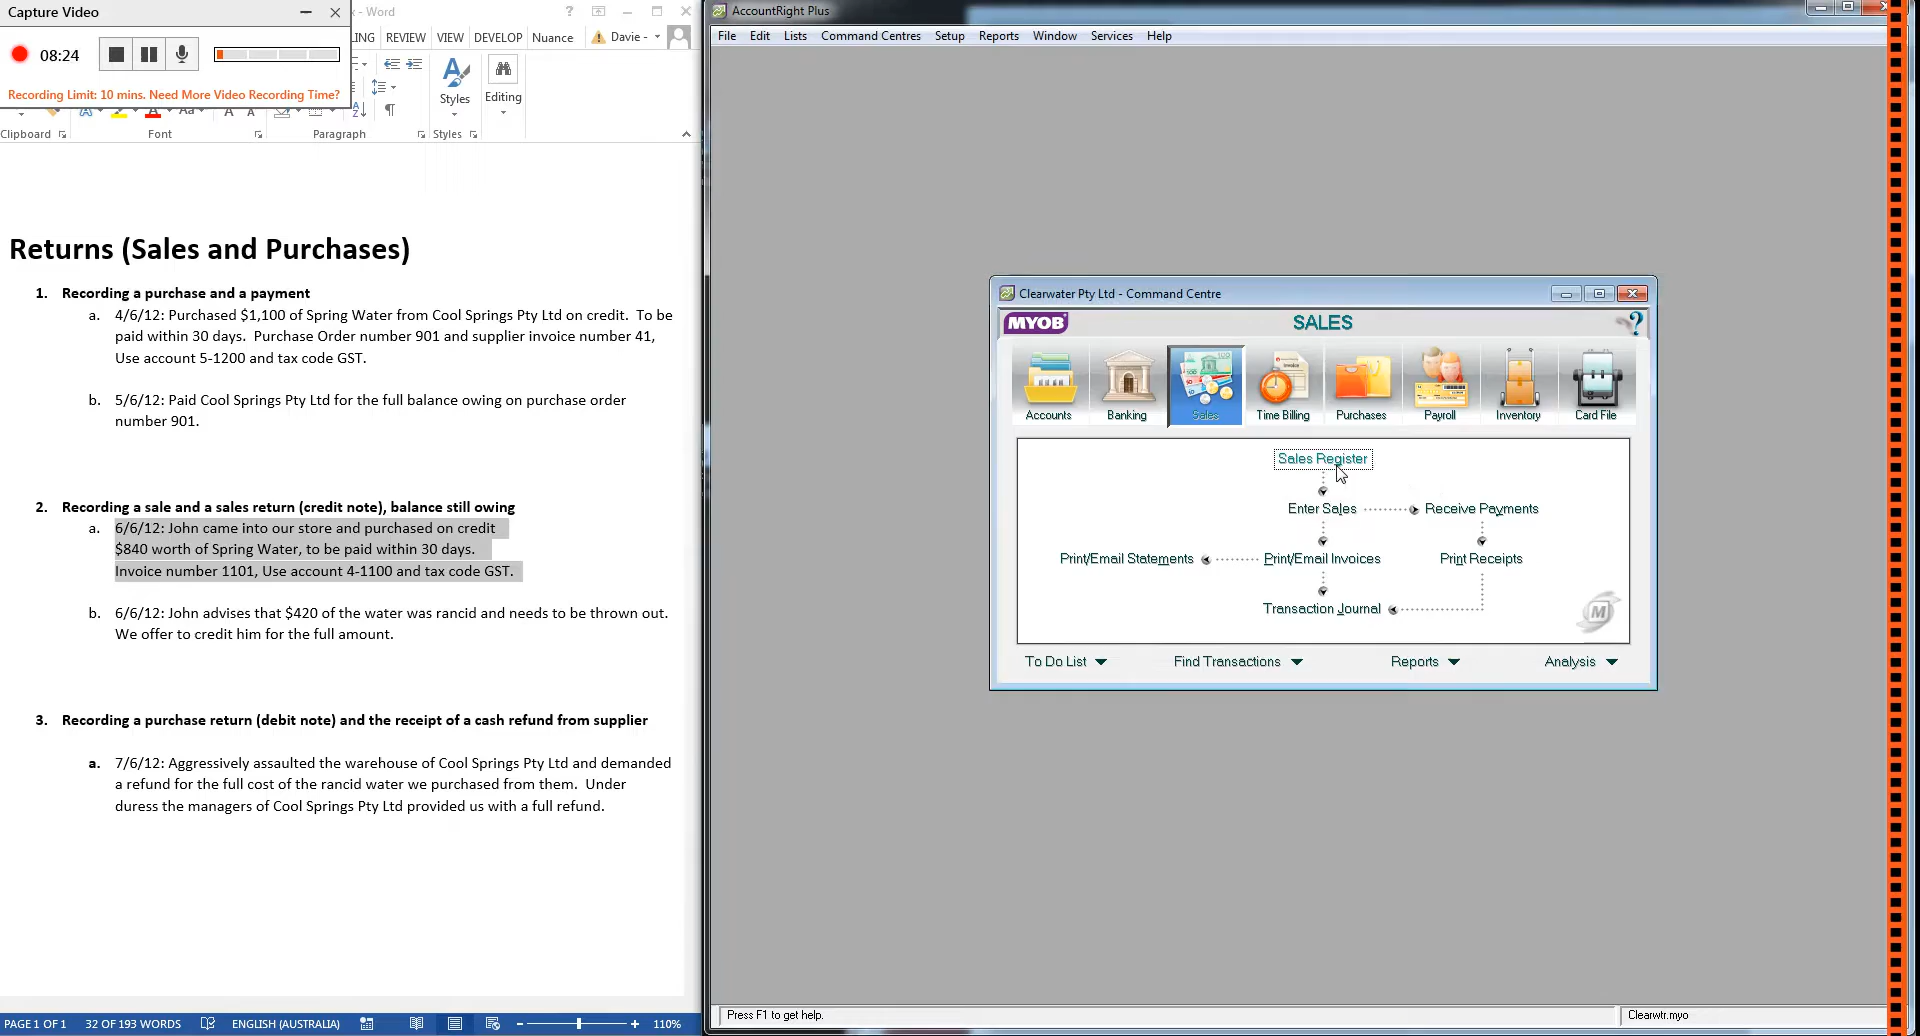 Capture Video
08:24
Recording Limit: 10 mins. Need More Video Recording Time?
- Word
REVIEW VIEW DEVELOP Nuance Davie -
Styles
Editing
Clipboard Font Paragraph Styles
Returns (Sales and Purchases)
1. Recording a purchase and a payment
a. 4/6/12: Purchased $1,100 of Spring Water from Cool Springs Pty Ltd on credit. To be
paid within 30 days. Purchase Order number 901 and supplier invoice number 41,
Use account 5-1200 and tax code GST.
b. 5/6/12: Paid Cool Springs Pty Ltd for the full balance owing on purchase order
number 901.
2. Recording a sale and a sales return (credit note), balance still owing
a. 6/6/12: John came into our store and purchased on credit
$840 worth of Spring Water, to be paid within 30 days.
Invoice number 1101, Use account 4-1100 and tax code GST.
b. 6/6/12: John advises that $420 of the water was rancid and needs to be thrown out.
We offer to credit him for the full amount.
3. Recording a purchase return (debit note) and the receipt of a cash refund from supplier
a. 7/6/12: Aggressively assaulted the warehouse of Cool Springs Pty Ltd and demanded
a refund for the full cost of the rancid water we purchased from them. Under
duress the managers of Cool Springs Pty Ltd provided us with a full refund.
PAGE 1 OF 1 32 OF 193 WORDS ENGLISH (AUSTRALIA) 110%
AccountRight Plus
File Edit Lists Command Centres Setup Reports Window Services Help
Clearwater Pty Ltd - Command Centre
MYOB SALES
Accounts Banking Sales Time Billing Purchases Payroll Inventory Card File
Sales Register
Enter Sales Receive Payments
Print/Email Statements Print/Email Invoices Print Receipts
Transaction Journal
To Do List Find Transactions Reports Analysis
Press F1 to get help. Clearwtr.myo